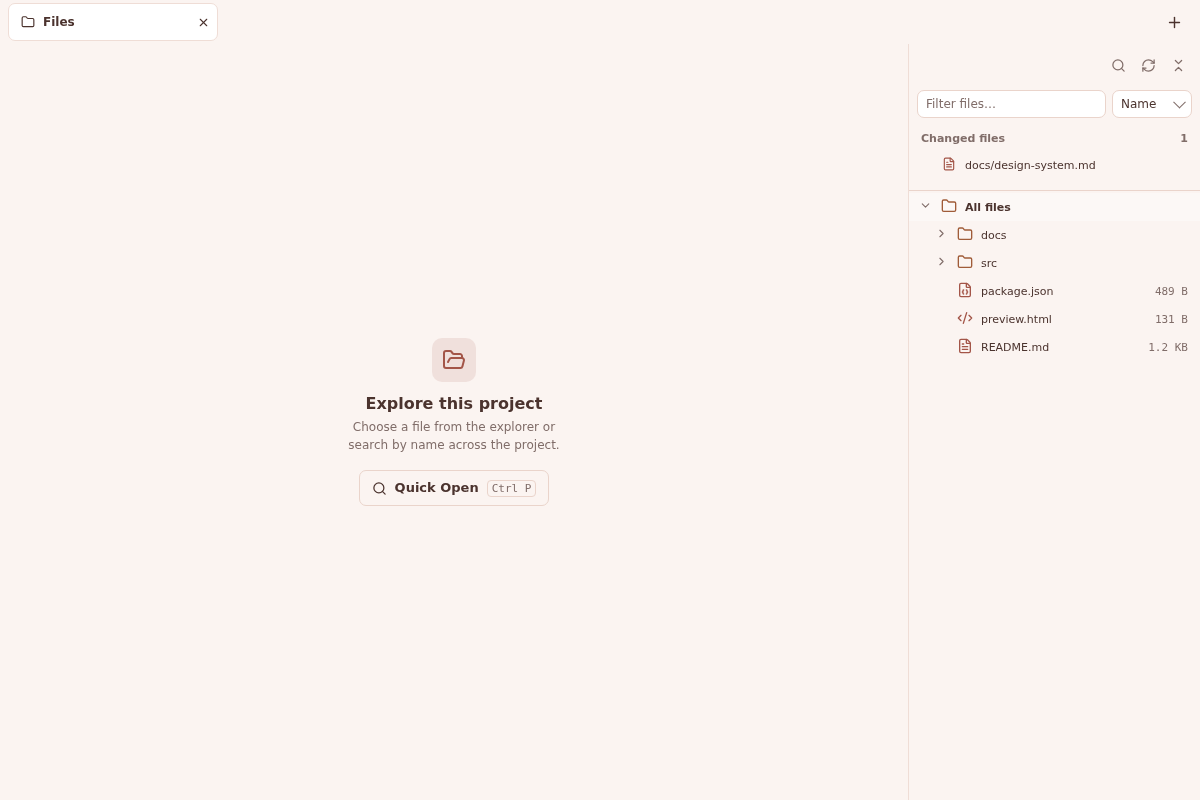 Files
Filter files...
Name
Changed files 1
docs/design-system.md
All files
docs
src
package.json 489 B
preview.html 131 B
README.md 1.2 KB
Explore this project
Choose a file from the explorer or
search by name across the project.
Quick Open Ctrl P